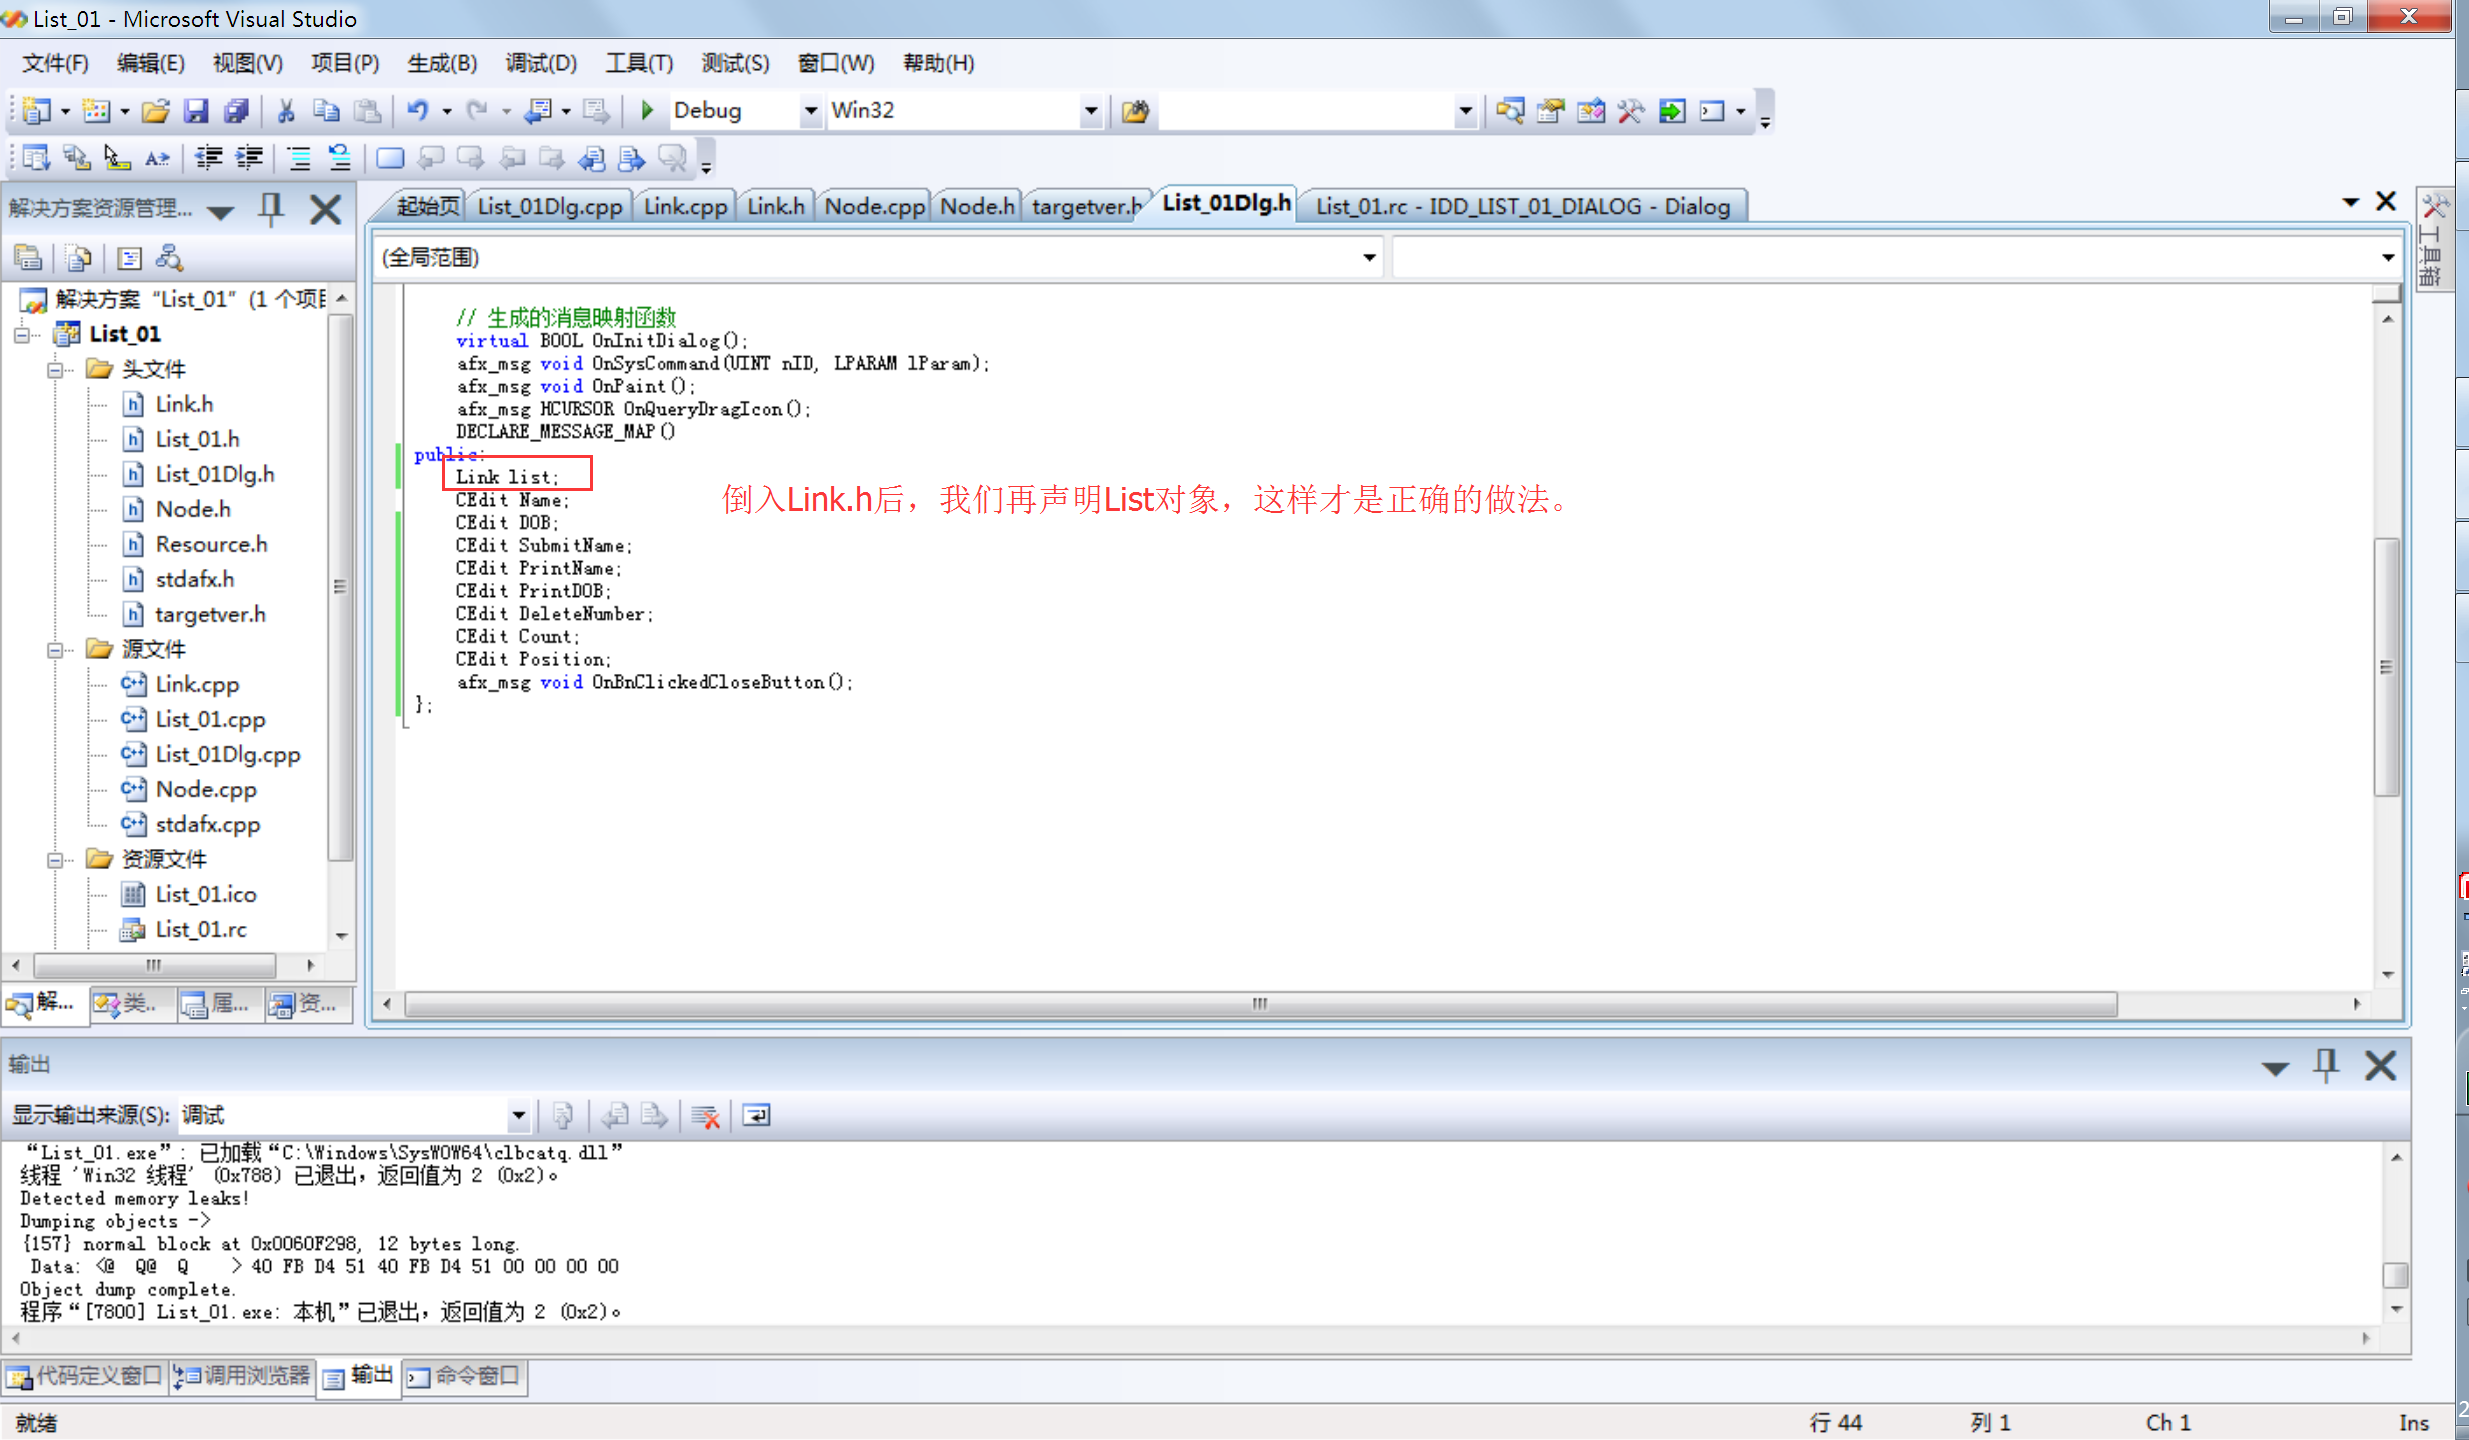 List_01 - Microsoft Visual Studio
文件(F) 编辑(E) 视图(V) 项目(P) 生成(B) 调试(D) 工具(T) 测试(S) 窗口(W) 帮助(H)
Debug Win32
解决方案资源管理...
起始页 List_01Dlg.cpp Link.cpp Link.h Node.cpp Node.h targetver.h List_01Dlg.h List_01.rc - IDD_LIST_01_DIALOG - Dialog
工具箱
(全局范围)
解决方案 “List_01” (1 个项目
List_01
头文件
Link.h
List_01.h
List_01Dlg.h
Node.h
Resource.h
stdafx.h
targetver.h
源文件
Link.cpp
List_01.cpp
List_01Dlg.cpp
Node.cpp
stdafx.cpp
资源文件
List_01.ico
List_01.rc
解... 类.. 属... 资...
// 生成的消息映射函数
virtual BOOL OnInitDialog();
afx_msg void OnSysCommand(UINT nID, LPARAM lParam);
afx_msg void OnPaint();
afx_msg HCURSOR OnQueryDragIcon();
DECLARE_MESSAGE_MAP()
public:
Link list;
CEdit Name;
倒入Link.h后，我们再声明List对象，这样才是正确的做法。
CEdit DOB;
CEdit SubmitName;
CEdit PrintName;
CEdit PrintDOB;
CEdit DeleteNumber;
CEdit Count;
CEdit Position;
afx_msg void OnBnClickedCloseButton();
};
输出
显示输出来源(S): 调试
“List_01.exe”: 已加载“C:\Windows\SysWOW64\clbcatq.dll”
线程 'Win32 线程' (0x788) 已退出，返回值为 2 (0x2)。
Detected memory leaks!
Dumping objects ->
{157} normal block at 0x0060F298, 12 bytes long.
Data: <@  Q@  Q    > 40 FB D4 51 40 FB D4 51 00 00 00 00
Object dump complete.
程序“[7800] List_01.exe: 本机”已退出，返回值为 2 (0x2)。
代码定义窗口 调用浏览器 输出 命令窗口
就绪 行 44 列 1 Ch 1 Ins